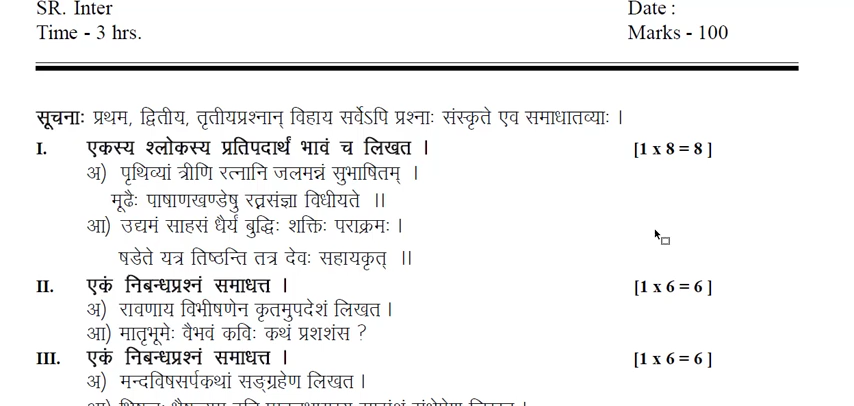 SR. Inter Date :
Time - 3 hrs. Marks - 100
सूचनाः प्रथम, द्वितीय, तृतीयप्रश्नान् विहाय सर्वेऽपि प्रश्नाः संस्कृते एव समाधातव्याः ।
I. एकस्य श्लोकस्य प्रतिपदार्थं भावं च लिखत । [1 x 8 = 8 ]
अ) पृथिव्यां त्रीणि रत्नानि जलमन्नं सुभाषितम् ।
मूढैः पाषाणखण्डेषु रत्नसंज्ञा विधीयते ॥
आ) उद्यमं साहसं धैर्यं बुद्धिः शक्तिः पराक्रमः ।
षडेते यत्र तिष्ठन्ति तत्र देवः सहायकृत् ॥
II. एकं निबन्धप्रश्नं समाधत्त । [1 x 6 = 6 ]
अ) रावणाय विभीषणेन कृतमुपदेशं लिखत ।
आ) मातृभूमेः वैभवं कविः कथं प्रशशंस ?
III. एकं निबन्धप्रश्नं समाधत्त । [1 x 6 = 6 ]
अ) मन्दविषसर्पकथां सङ्ग्रहेण लिखत ।